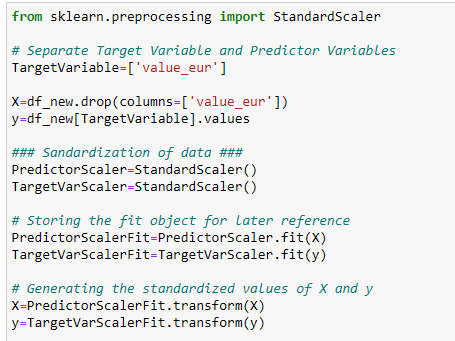 from sklearn.preprocessing import StandardScaler
# Separate Target Variable and Predictor Variables
TargetVariable=['value_eur']
X=df_new.drop(columns=['value_eur'])
y=df_new[TargetVariable].values
### Sandardization of data ###
PredictorScaler=StandardScaler()
TargetVarScaler=StandardScaler()
# Storing the fit object for later reference
PredictorScalerFit=PredictorScaler.fit(X)
TargetVarScalerFit=TargetVarScaler.fit(y)
# Generating the standardized values of X and y
X=PredictorScalerFit.transform(X)
y=TargetVarScalerFit.transform(y)